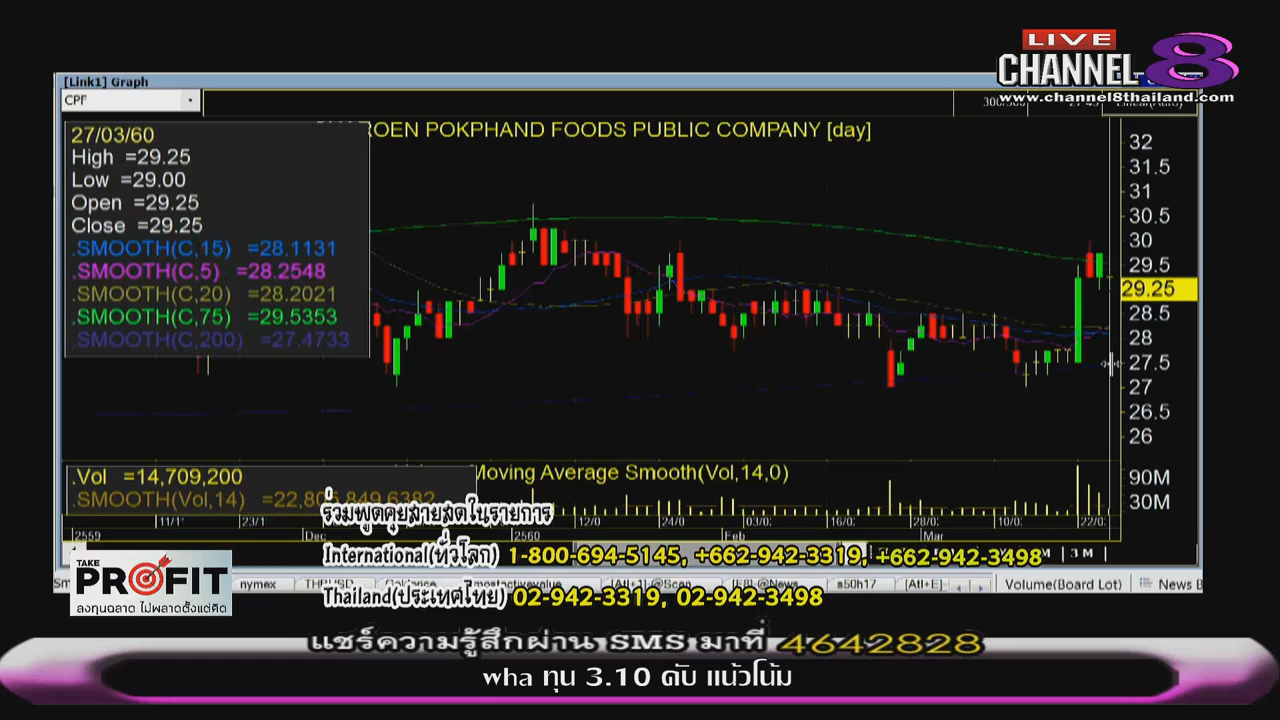 LIVE
CHANNEL 8
www.channel8thailand.com
[Link1] Graph
CPF
27/03/60
High =29.25
Low =29.00
Open =29.25
Close =29.25
.SMOOTH(C,15) =28.1131
.SMOOTH(C,5) =28.2548
.SMOOTH(C,20) =28.2021
.SMOOTH(C,75) =29.5353
.SMOOTH(C,200) =27.4733
POKPHAND FOODS PUBLIC COMPANY [day]
32
31.5
31
30.5
30
29.5
29.25
28.5
28
27.5
27
26.5
26
.Vol =14,709,200
.SMOOTH(Vol,14) =22,805,849.6382
Moving Average Smooth(Vol,14,0)
90M
30M
11/1 23/1 12/0 24/0 03/0 16/0 28/0 10/0 22/0
2559 Dec 2560 Feb Mar
3 M
ร่วมพูดคุยสายสดในรายการ
International(ทั่วโลก) 1-800-694-5145, +662-942-3319, +662-942-3498
Thailand(ประเทศไทย) 02-942-3319, 02-942-3498
TAKE
PROFIT
ลงทุนฉลาด ไม่พลาดตั้งแต่คิด
nymex mostactivevalue s50h17 [Alt+E] Volume(Board Lot) News B
แชร์ความรู้สึกผ่าน SMS มาที่ 4642828
wha ทุน 3.10 ดับ แน้วโน้ม